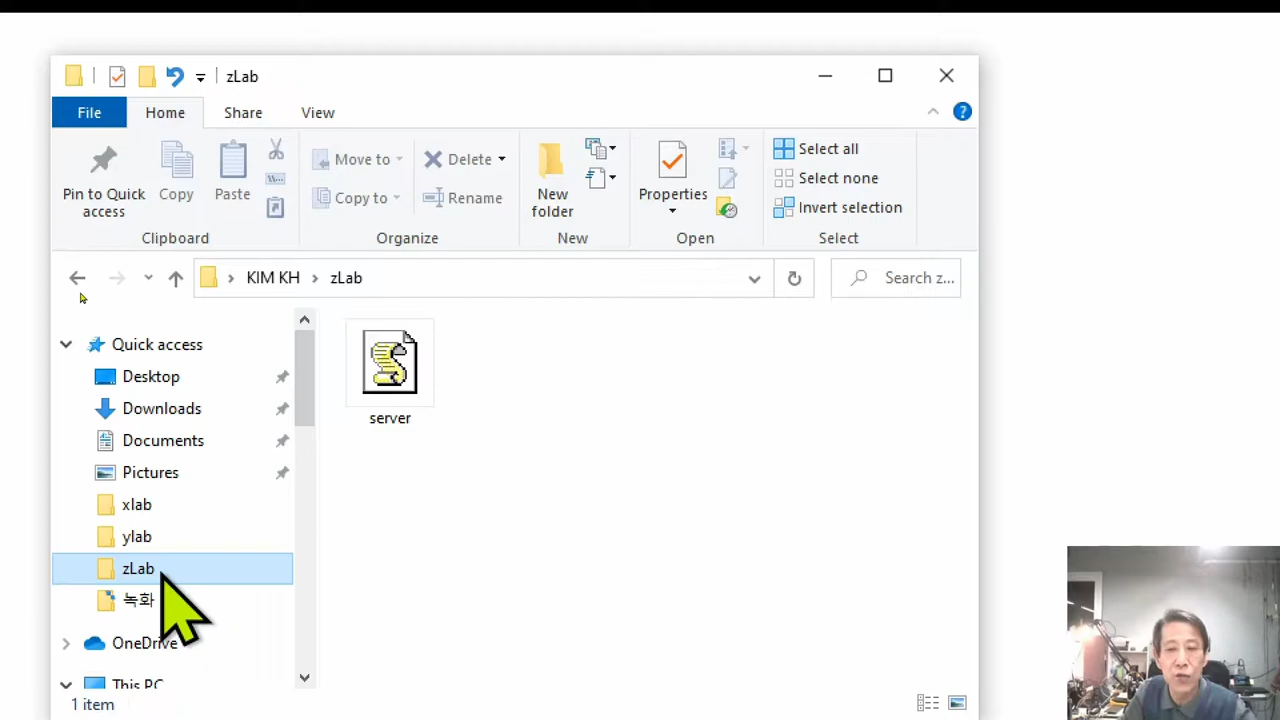 zLab
File Home Share View
Pin to Quick access
Copy
Paste
Clipboard
Move to
Copy to
Delete
Rename
Organize
New folder
New
Properties
Open
Select all
Select none
Invert selection
Select
KIM KH zLab
Search z...
Quick access
Desktop
Downloads
Documents
Pictures
xlab
ylab
zLab
녹화
OneDrive
This PC
server
1 item